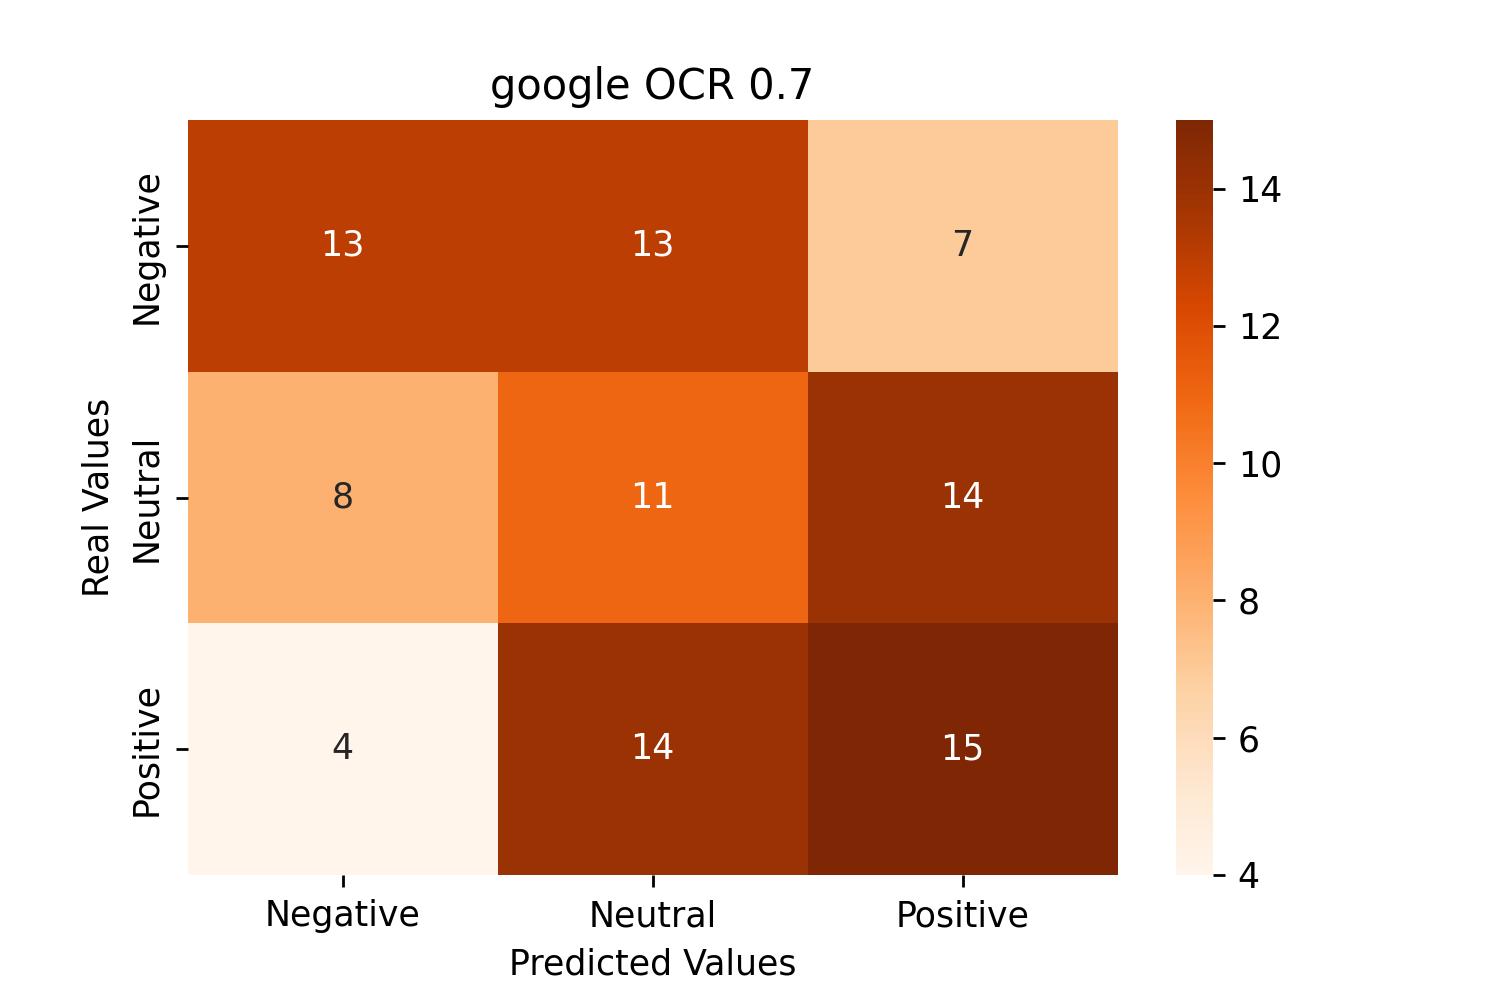 google OCR 0.7
Negative
13 13 7
Neutral
8 11 14
Positive
4 14 15
Real Values
Negative Neutral Positive
Predicted Values
14
12
10
8
6
4